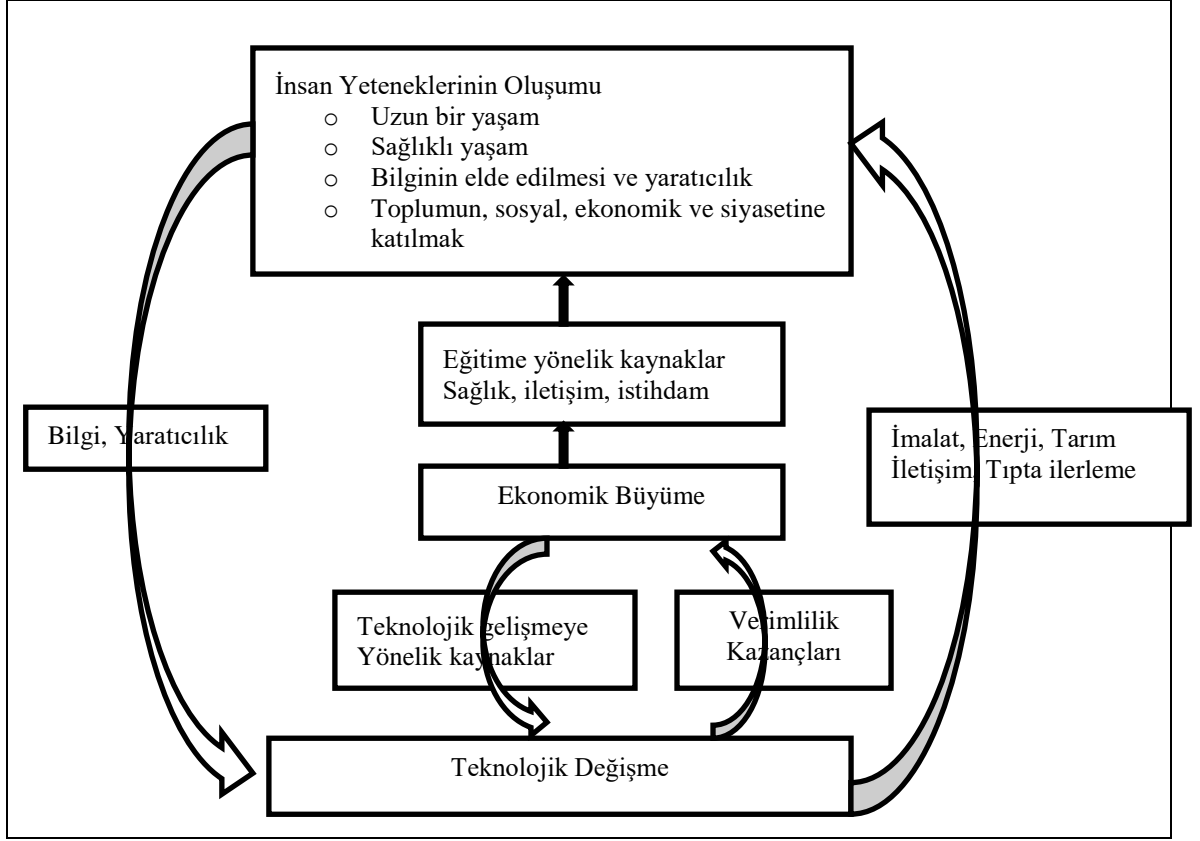 İnsan Yeteneklerinin Oluşumu
o Uzun bir yaşam
o Sağlıklı yaşam
o Bilginin elde edilmesi ve yaratıcılık
o Toplumun, sosyal, ekonomik ve siyasetine
katılmak
Eğitime yönelik kaynaklar
Sağlık, iletişim, istihdam
Bilgi, Yaratıcılık
İmalat, Enerji, Tarım
İletişim, Tıpta ilerleme
Ekonomik Büyüme
Teknolojik gelişmeye
Yönelik kaynaklar
Verimlilik
Kazançları
Teknolojik Değişme